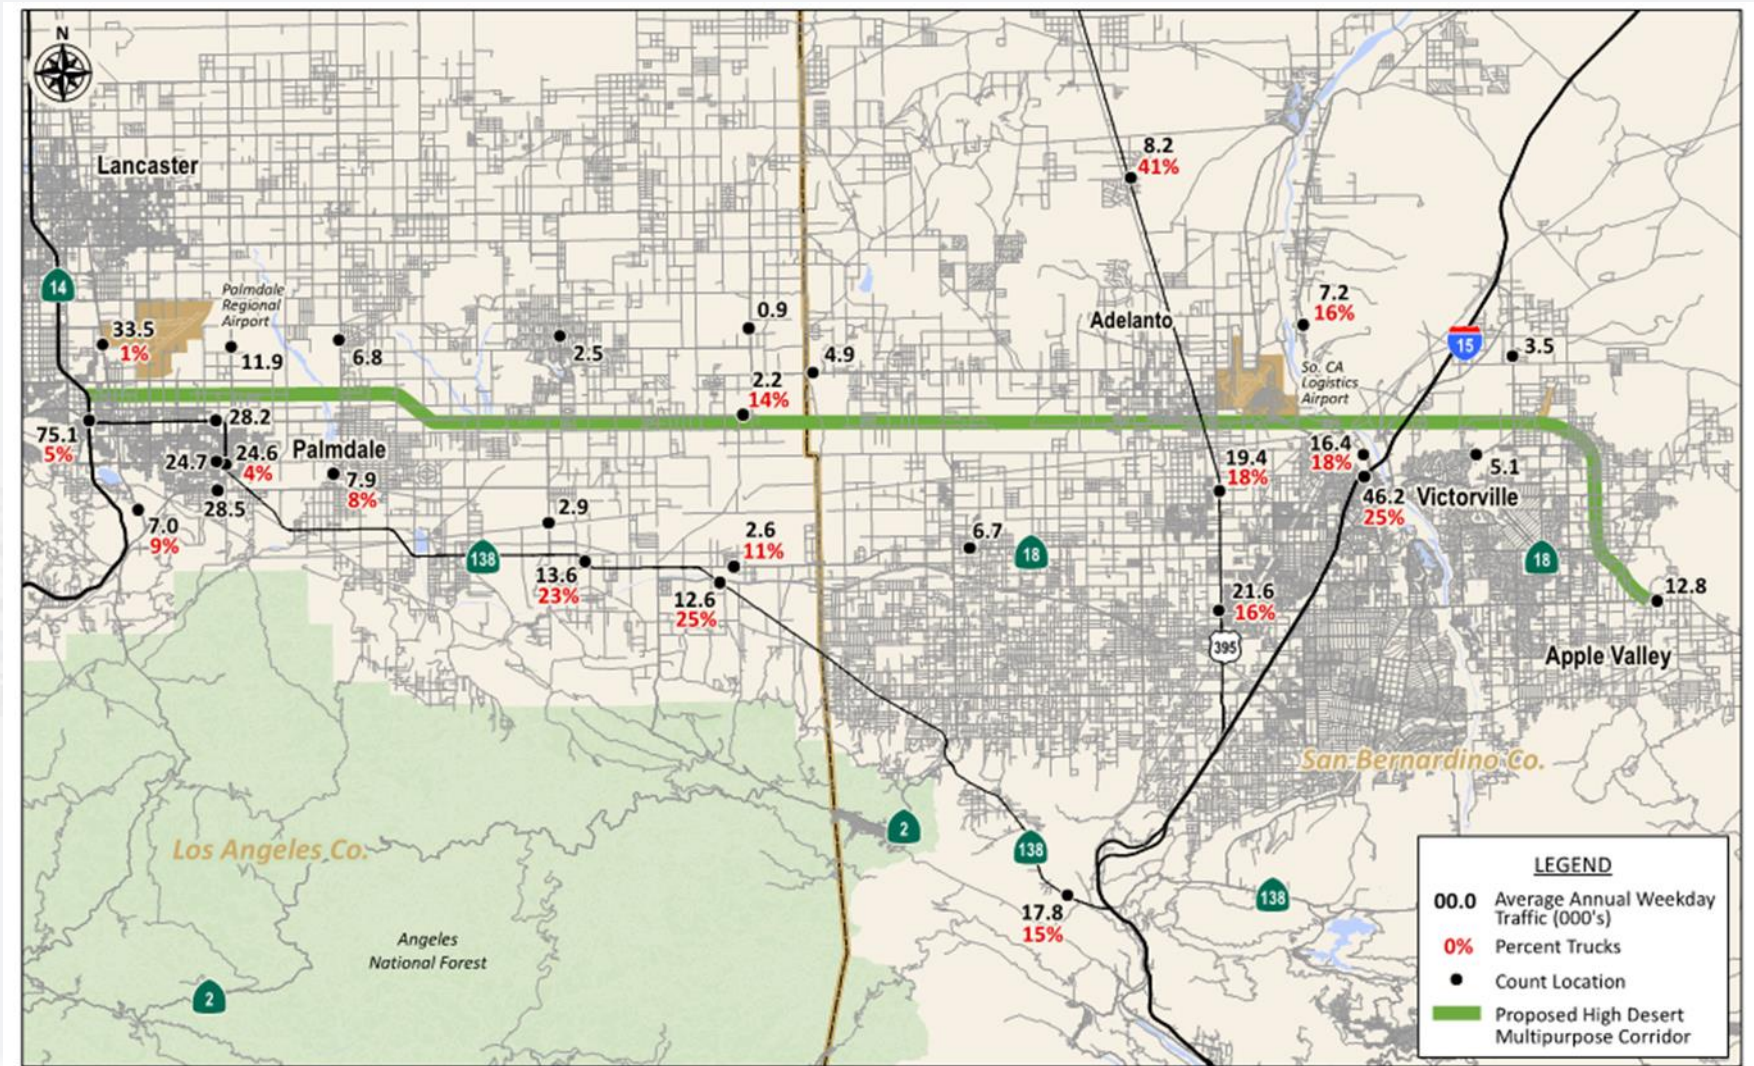 N
Lancaster
8.2
41%
14
Palmdale
Regional
Airport
33.5
1%
11.9
6.8
2.5
0.9
4.9
2.2
14%
Adelanto
7.2
16%
So. CA
Logistics
Airport
15
3.5
75.1
5%
28.2
24.7
24.6
4%
28.5
Palmdale
7.9
8%
7.0
9%
2.9
138
13.6
23%
2.6
11%
12.6
25%
6.7
18
19.4
18%
16.4
18%
46.2
25%
Victorville
5.1
18
21.6
16%
395
12.8
Apple Valley
San Bernardino Co.
Los Angeles Co.
2
138
17.8
15%
138
Angeles
National Forest
2
LEGEND
00.0 Average Annual Weekday
Traffic (000's)
0% Percent Trucks
Count Location
Proposed High Desert
Multipurpose Corridor